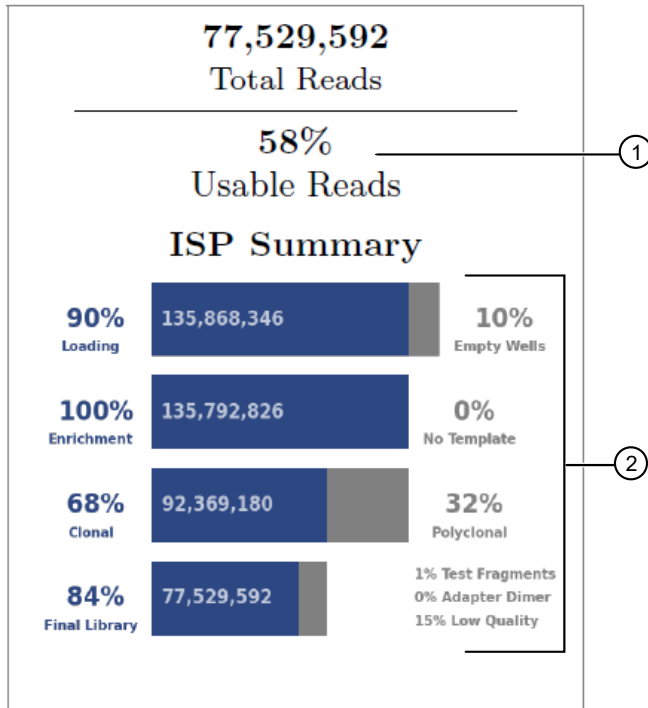 77,529,592
Total Reads
58%
Usable Reads
1
ISP Summary
90%
Loading
135,868,346
10%
Empty Wells
100%
Enrichment
135,792,826
0%
No Template
2
68%
Clonal
92,369,180
32%
Polyclonal
84%
Final Library
77,529,592
1% Test Fragments
0% Adapter Dimer
15% Low Quality